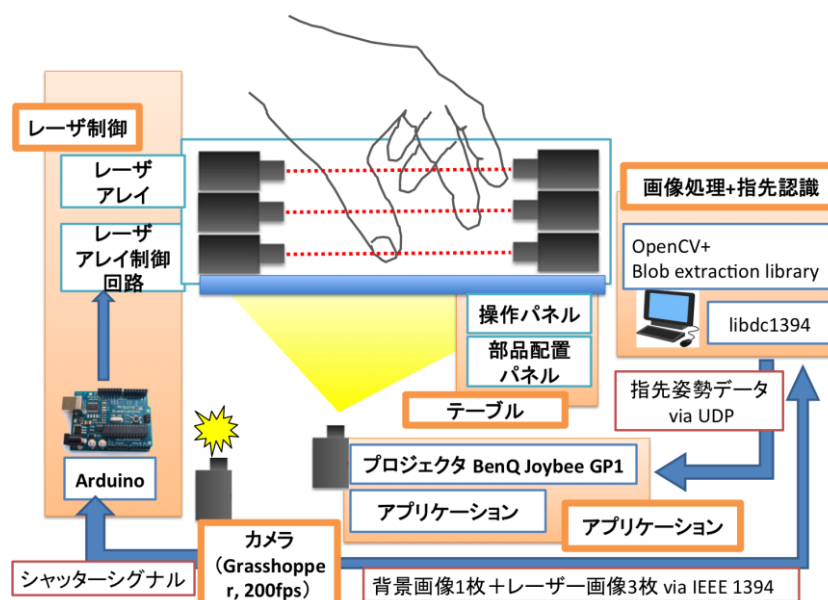 レーザ制御
レーザ
アレイ
レーザ
アレイ制御
回路
Arduino
シャッターシグナル
カメラ
（Grasshoppe
r, 200fps）
操作パネル
部品配置
パネル
テーブル
プロジェクタ BenQ Joybee GP1
アプリケーション
アプリケーション
画像処理+指先認識
OpenCV+
Blob extraction library
libdc1394
指先姿勢データ
via UDP
背景画像1枚＋レーザー画像3枚 via IEEE 1394